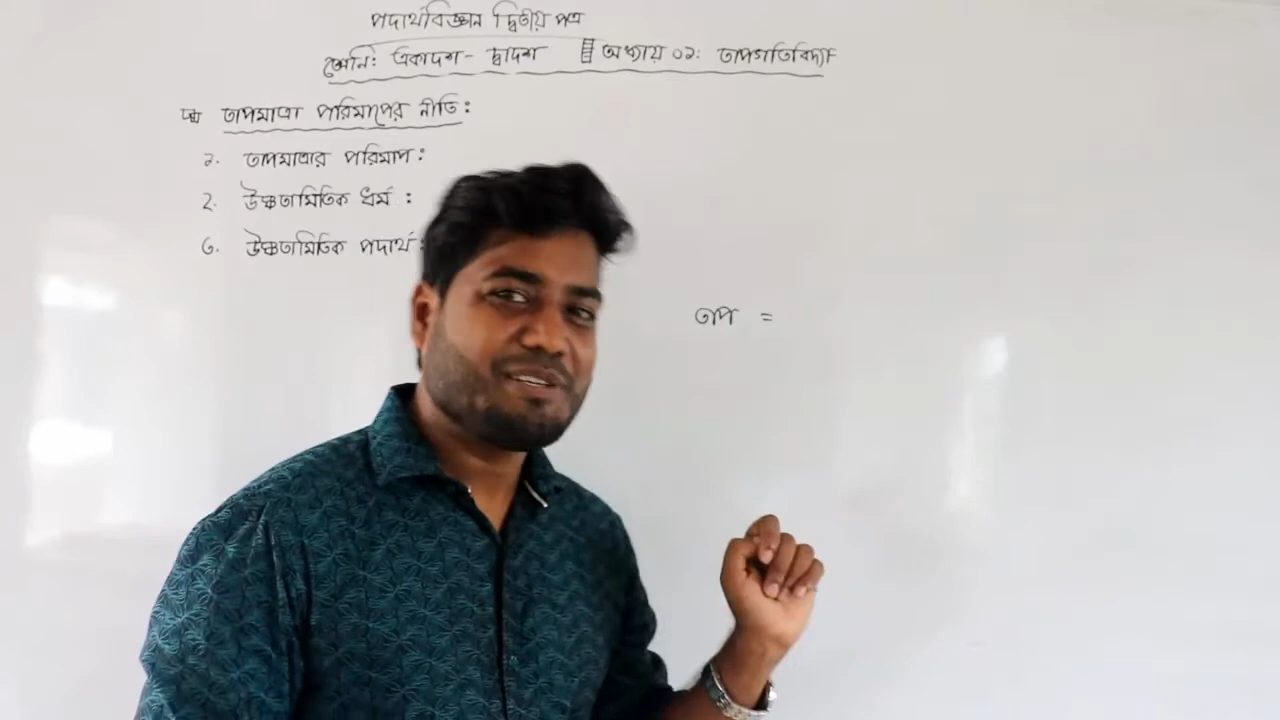 পদার্থবিজ্ঞান দ্বিতীয় পত্র
শ্রেণি: একাদশ - দ্বাদশ অধ্যায় ০১: তাপগতিবিদ্যা
তাপমাত্রা পরিমাপের নীতি:
১. তাপমাত্রার পরিমাপ:
২. উষ্ণতামিতিক ধর্ম :
৩. উষ্ণতামিতিক পদার্থ:
তাপ =